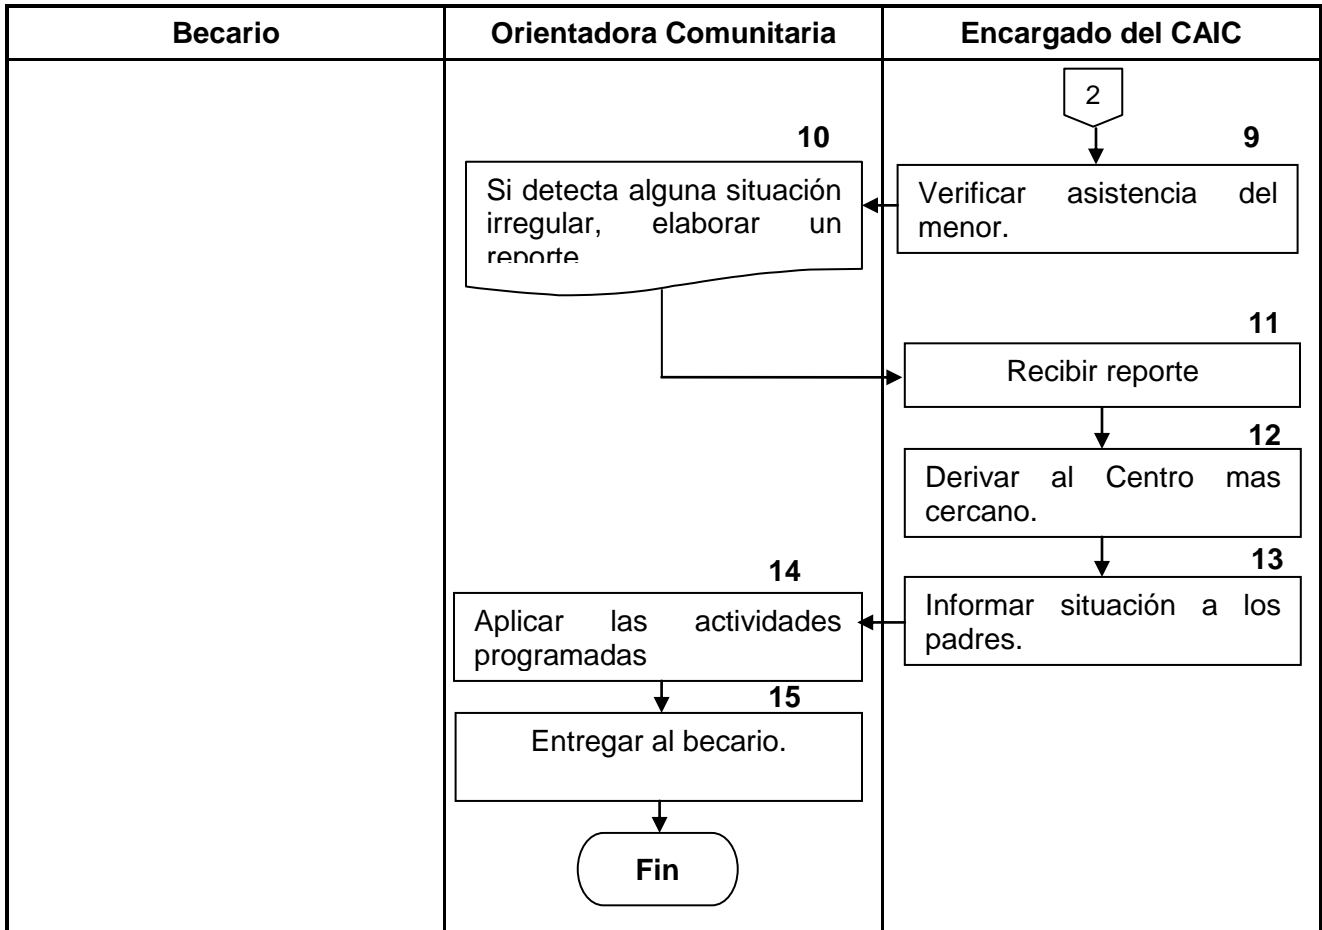 Becario
Orientadora Comunitaria
Encargado del CAIC
2
9
Verificar asistencia del
menor.
10
Si detecta alguna situación
irregular, elaborar un
reporte
11
Recibir reporte
12
Derivar al Centro mas
cercano.
13
Informar situación a los
padres.
14
Aplicar las actividades
programadas
15
Entregar al becario.
Fin